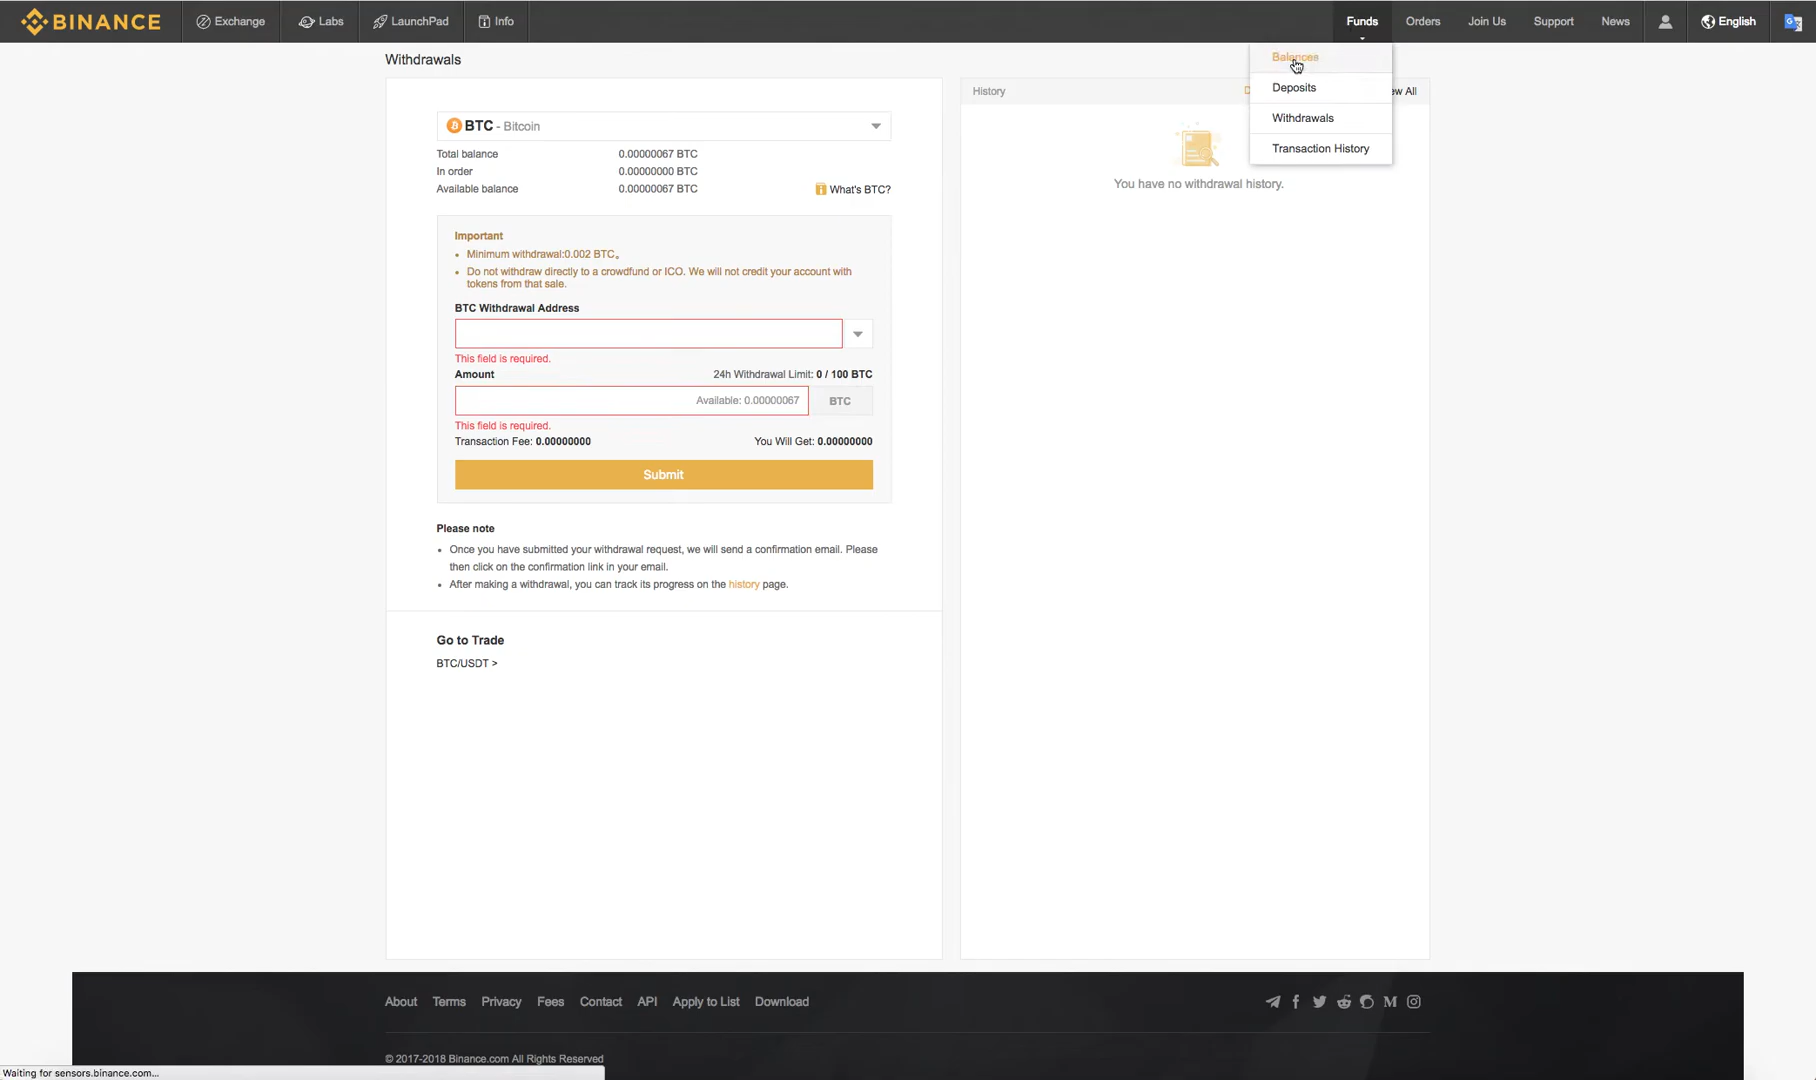 BINANCE Exchange Labs LaunchPad Info Funds Orders Join Us Support News English
Withdrawals
Balances
Deposits
Withdrawals
Transaction History
BTC - Bitcoin
Total balance 0.00000067 BTC
In order 0.00000000 BTC
Available balance 0.00000067 BTC
What's BTC?
Important
• Minimum withdrawal:0.002 BTC。
• Do not withdraw directly to a crowdfund or ICO. We will not credit your account with
tokens from that sale.
BTC Withdrawal Address
This field is required.
Amount 24h Withdrawal Limit: 0 / 100 BTC
Available: 0.00000067 BTC
This field is required.
Transaction Fee: 0.00000000 You Will Get: 0.00000000
Submit
Please note
• Once you have submitted your withdrawal request, we will send a confirmation email. Please
then click on the confirmation link in your email.
• After making a withdrawal, you can track its progress on the history page.
Go to Trade
BTC/USDT >
History ew All
You have no withdrawal history.
About Terms Privacy Fees Contact API Apply to List Download
© 2017-2018 Binance.com All Rights Reserved
Waiting for sensors.binance.com...